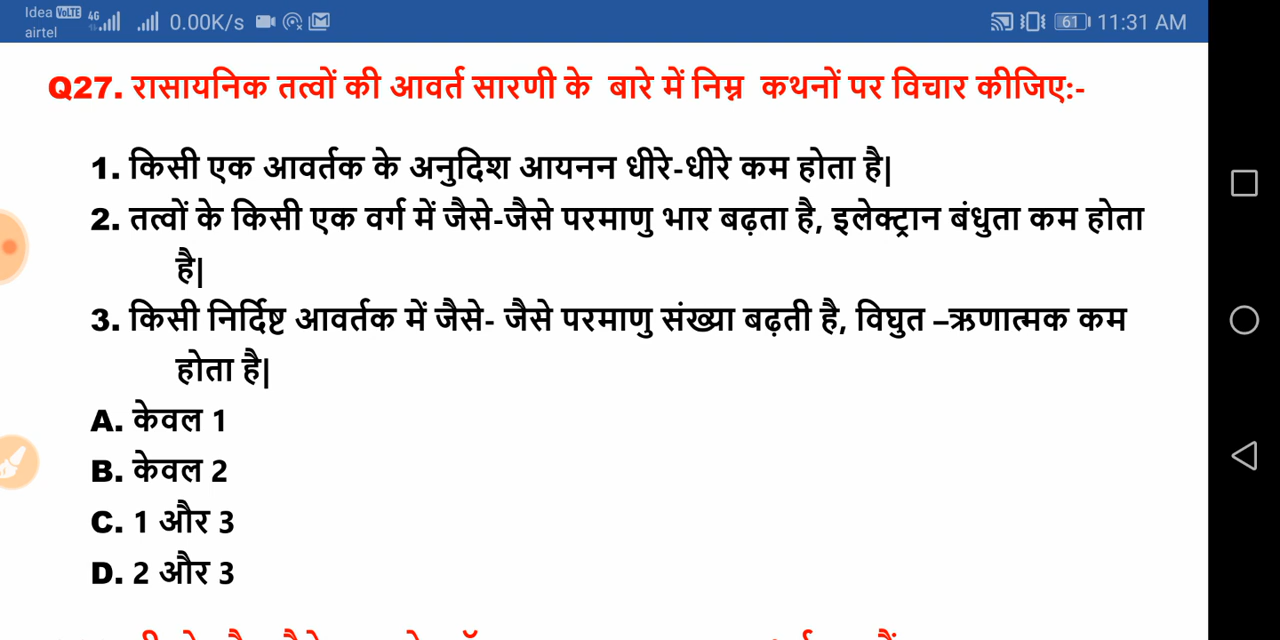 Idea VoLTE 4G 0.00K/s 61 11:31 AM
airtel
Q27. रासायनिक तत्वों की आवर्त सारणी के बारे में निम्न कथनों पर विचार कीजिए:-
1. किसी एक आवर्तक के अनुदिश आयनन धीरे-धीरे कम होता है|
2. तत्वों के किसी एक वर्ग में जैसे-जैसे परमाणु भार बढ़ता है, इलेक्ट्रान बंधुता कम होता
है|
3. किसी निर्दिष्ट आवर्तक में जैसे- जैसे परमाणु संख्या बढ़ती है, विघुत –ऋणात्मक कम
होता है|
A. केवल 1
B. केवल 2
C. 1 और 3
D. 2 और 3